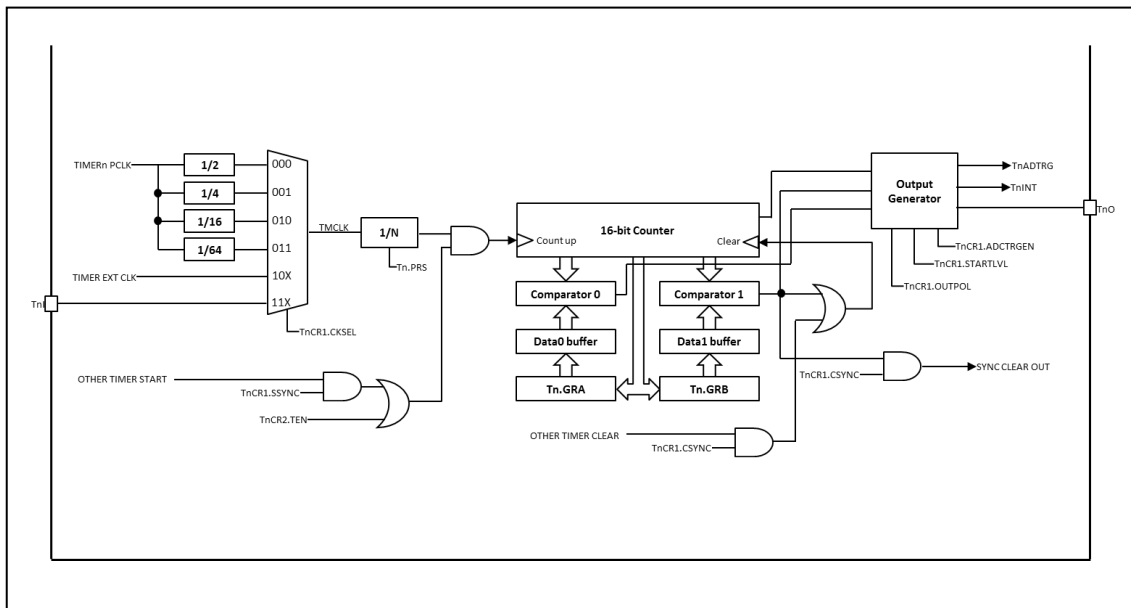 TIMERn PCLK
1/2
000
1/4
001
1/16
010
1/64
011
TIMER EXT CLK
10X
11X
TnCR1.CKSEL
TMCLK
1/N
Tn.PRS
OTHER TIMER START
TnCR1.SSYNC
TnCR2.TEN
16-bit Counter
Count up
Clear
Comparator 0
Comparator 1
Data0 buffer
Data1 buffer
Tn.GRA
Tn.GRB
OTHER TIMER CLEAR
TnCR1.CSYNC
Output
Generator
TnADTRG
TnINT
TnO
TnCR1.ADCTRGEN
TnCR1.STARTLVL
TnCR1.OUTPOL
TnCR1.CSYNC
SYNC CLEAR OUT